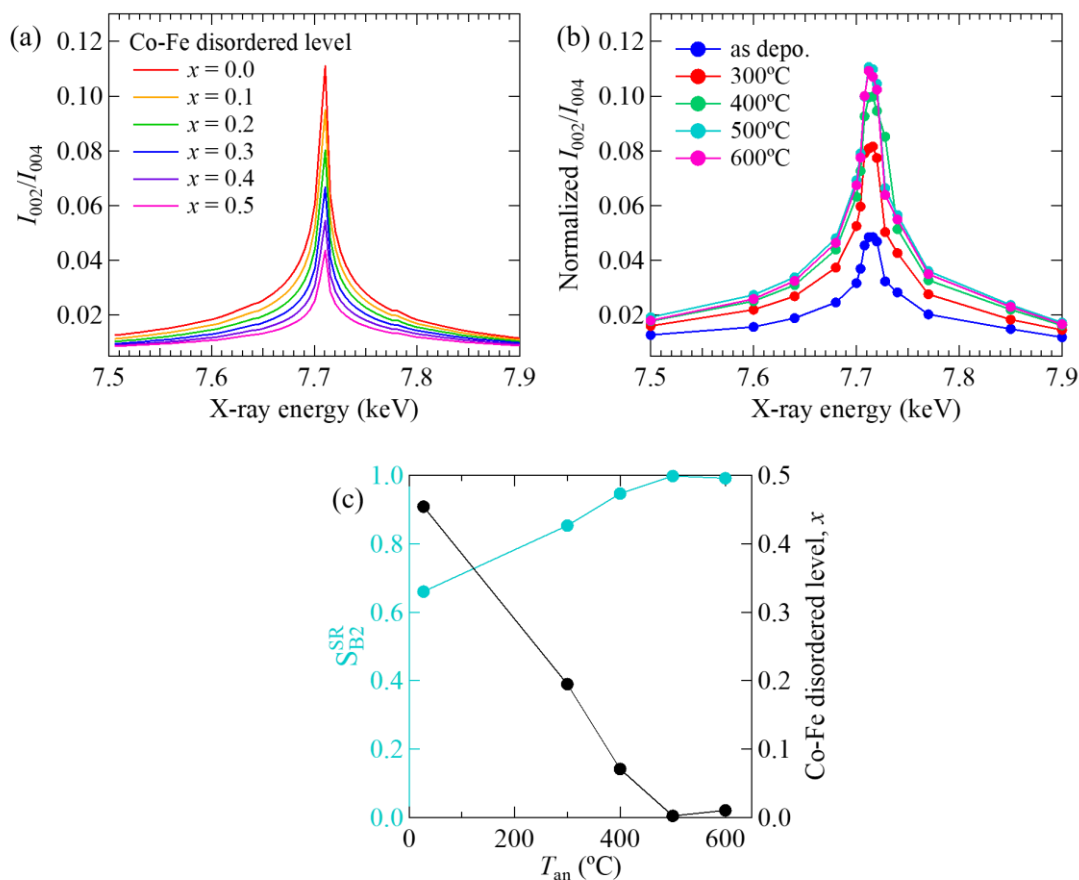 (a)
0.12
0.10
0.08
0.06
0.04
0.02
I002/I004
Co-Fe disordered level
x = 0.0
x = 0.1
x = 0.2
x = 0.3
x = 0.4
x = 0.5
7.5 7.6 7.7 7.8 7.9
X-ray energy (keV)
(b)
0.12
0.10
0.08
0.06
0.04
0.02
Normalized I002/I004
as depo.
300ºC
400ºC
500ºC
600ºC
7.5 7.6 7.7 7.8 7.9
X-ray energy (keV)
(c)
1.0
0.8
0.6
0.4
0.2
0.0
S SR B2
0.5
0.4
0.3
0.2
0.1
0.0
Co-Fe disordered level, x
0 200 400 600
Tan (ºC)